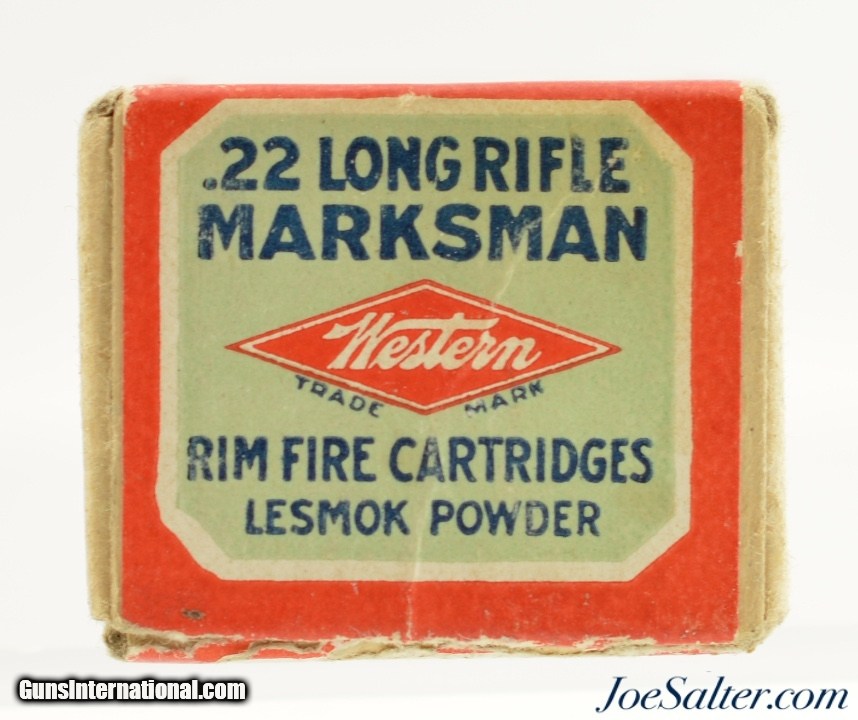 .22 LONG RIFLE
MARKSMAN
Western
TRADE MARK
RIM FIRE CARTRIDGES
LESMOK POWDER
GunsInternational.com
JoeSalter.com